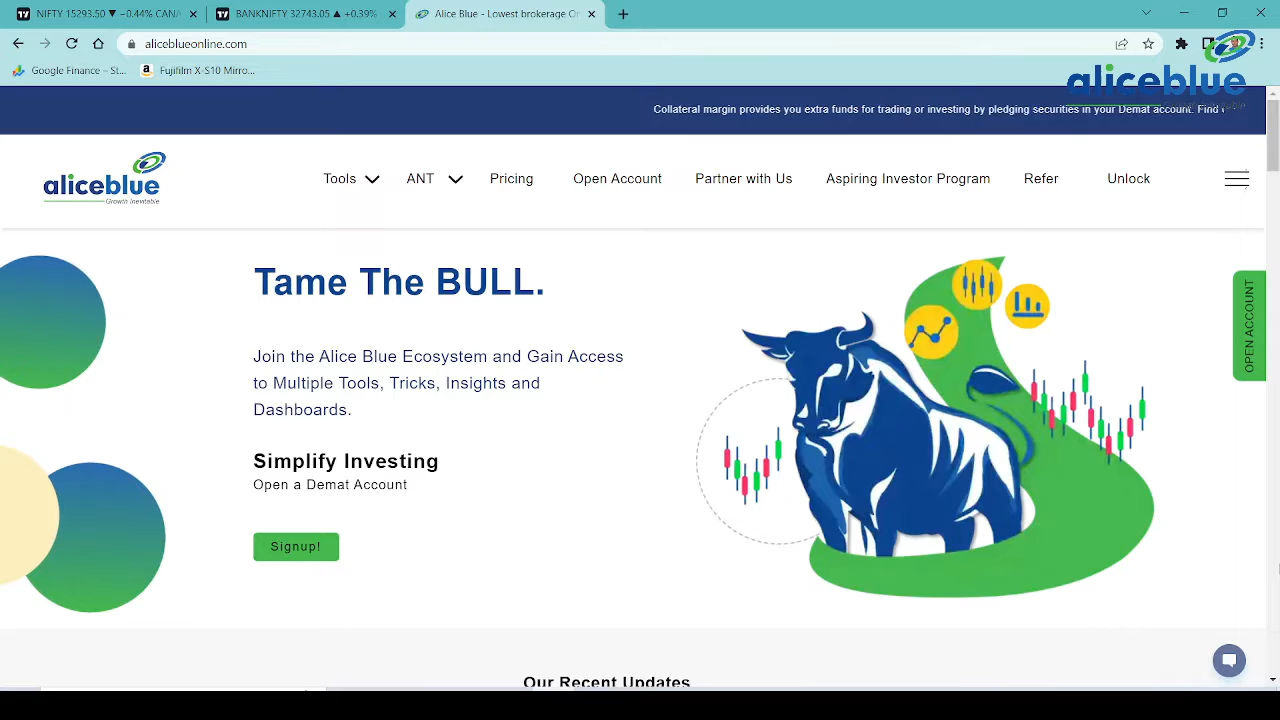 NIFTY 15293.50 ▼ −0.44% CANA
BANKNIFTY 32743.05 ▲ +0.39%
Alice Blue - Lowest brokerage On
aliceblueonline.com
Google Finance – St...
Fujifilm X-S10 Mirro...
aliceblue
Collateral margin provides you extra funds for trading or investing by pledging securities in your Demat account. Find
aliceblue
Growth Inevitable
Tools
ANT
Pricing
Open Account
Partner with Us
Aspiring Investor Program
Refer
Unlock
Tame The BULL.
Join the Alice Blue Ecosystem and Gain Access
to Multiple Tools, Tricks, Insights and
Dashboards.
Simplify Investing
Open a Demat Account
Signup!
OPEN ACCOUNT
Our Recent Updates